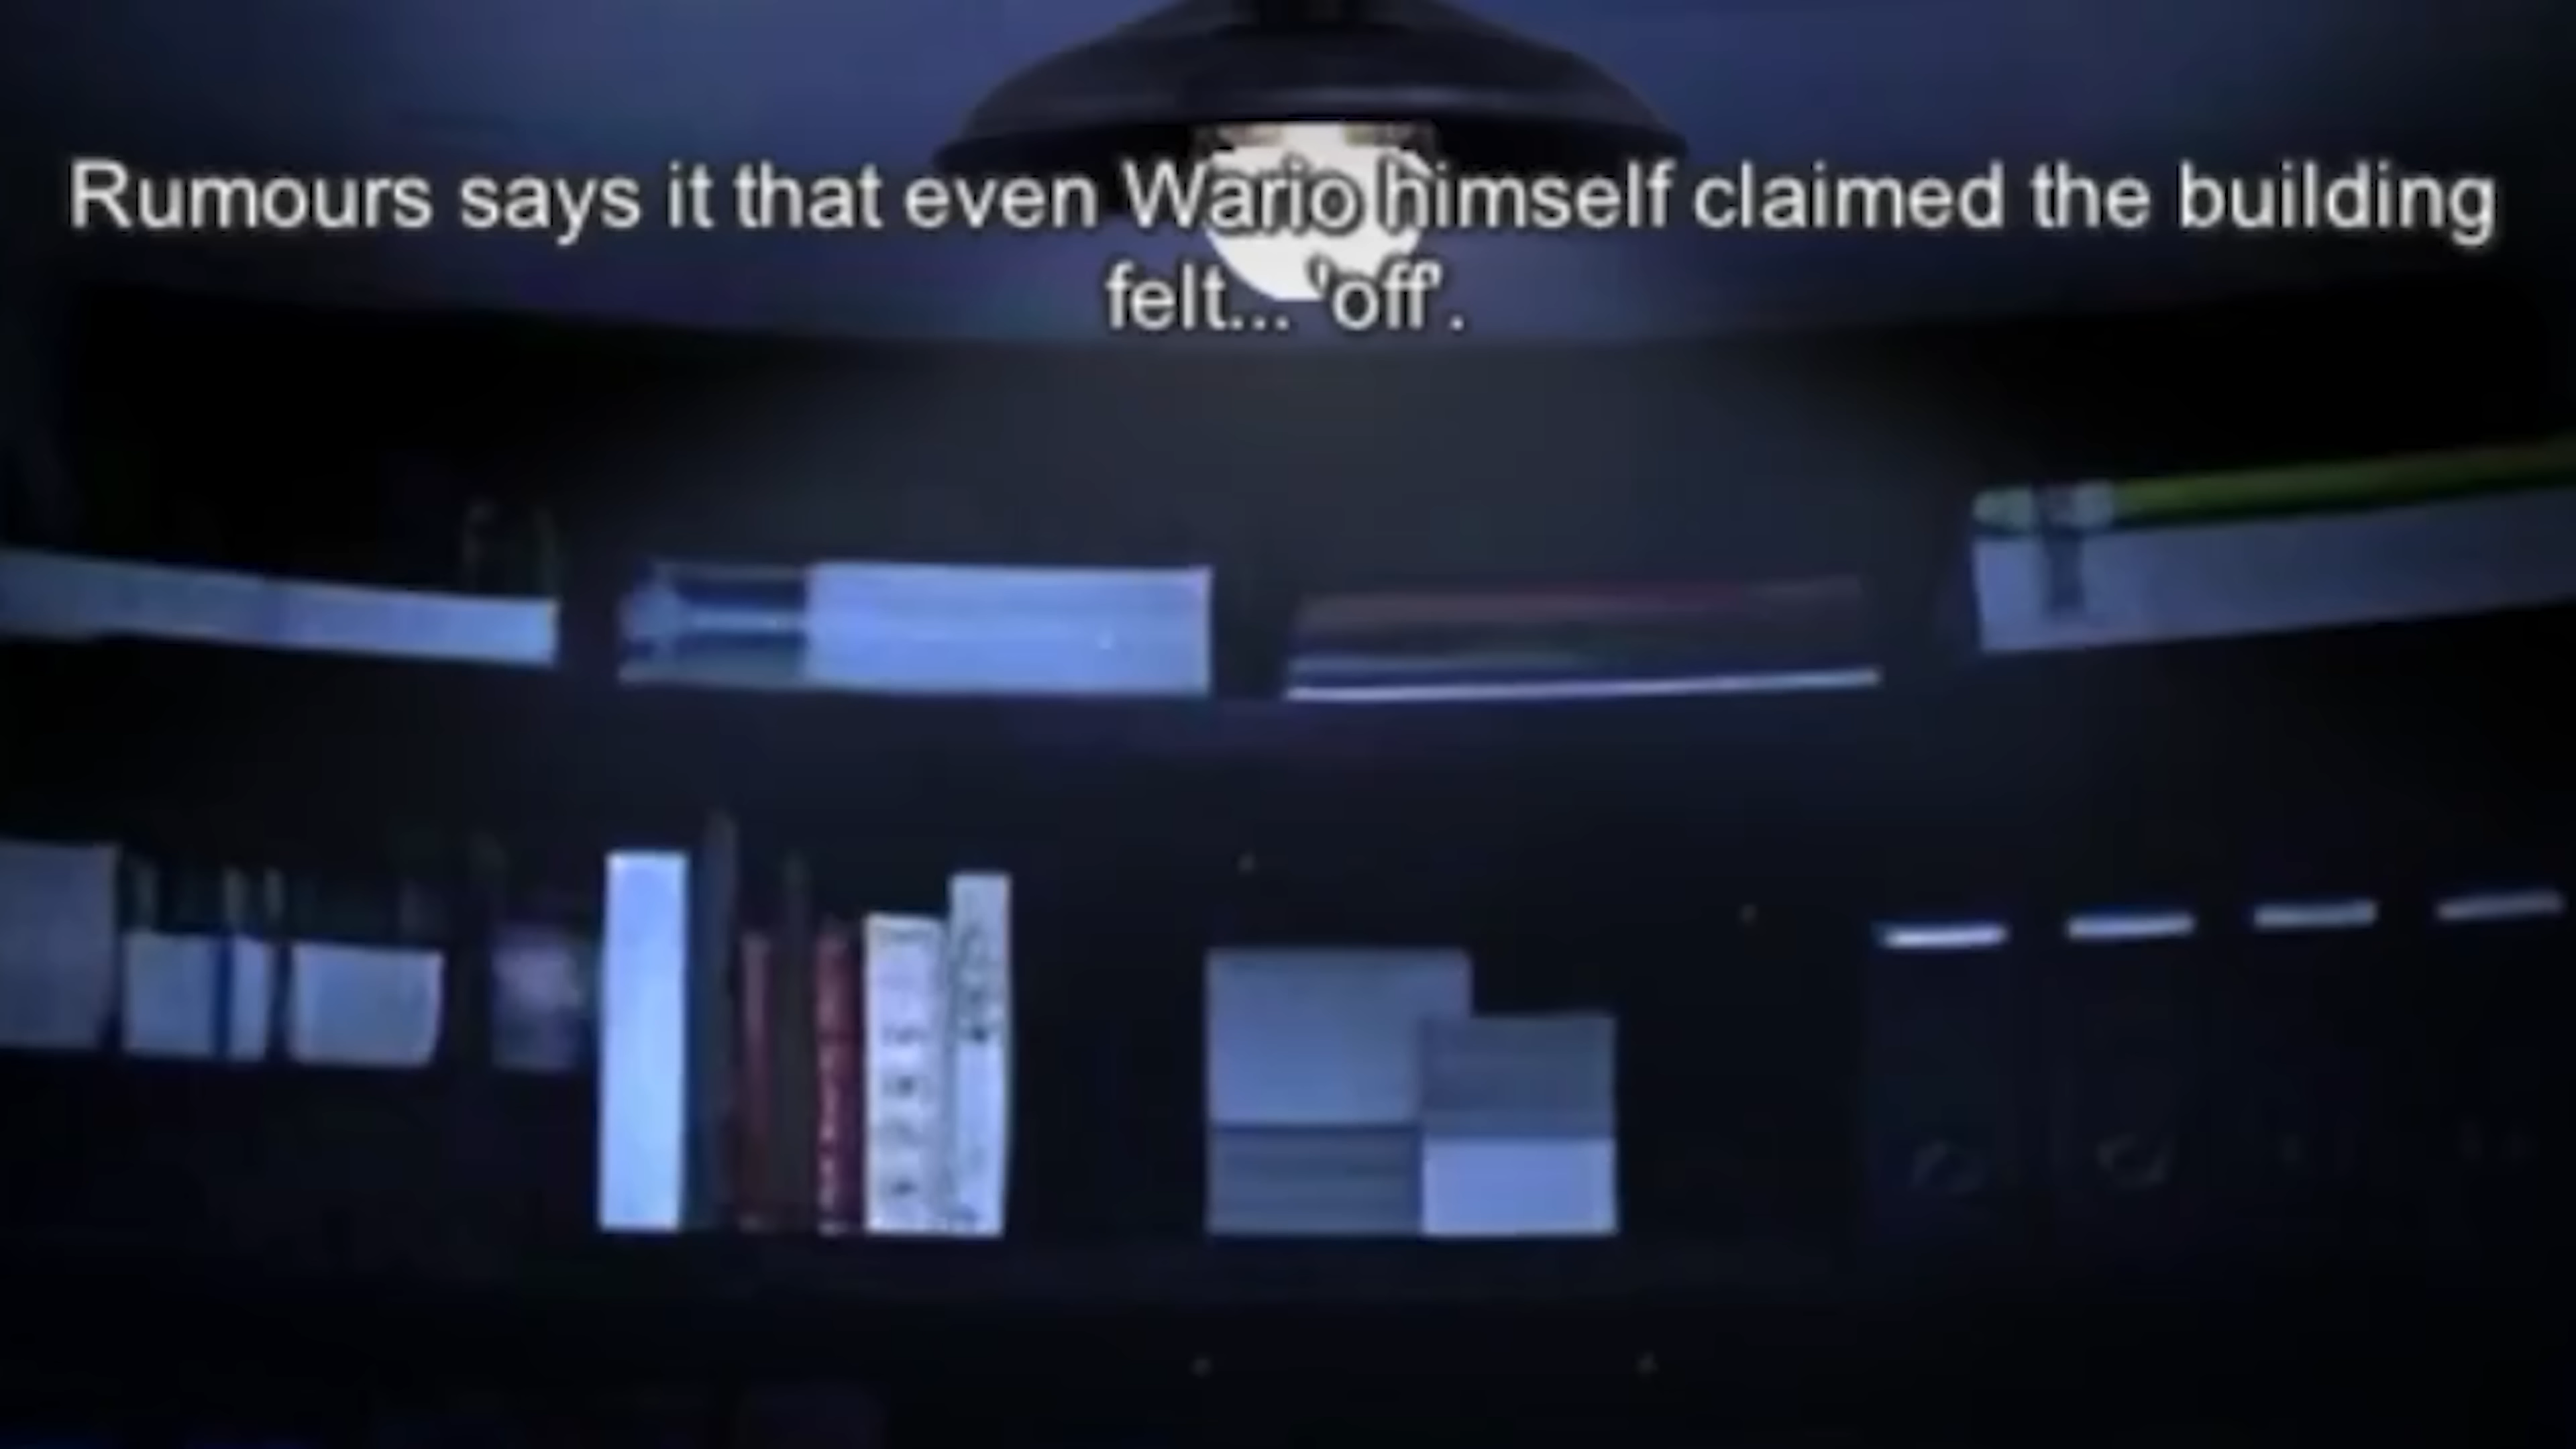 Rumours says it that even Wario himself claimed the building
felt... 'off'.